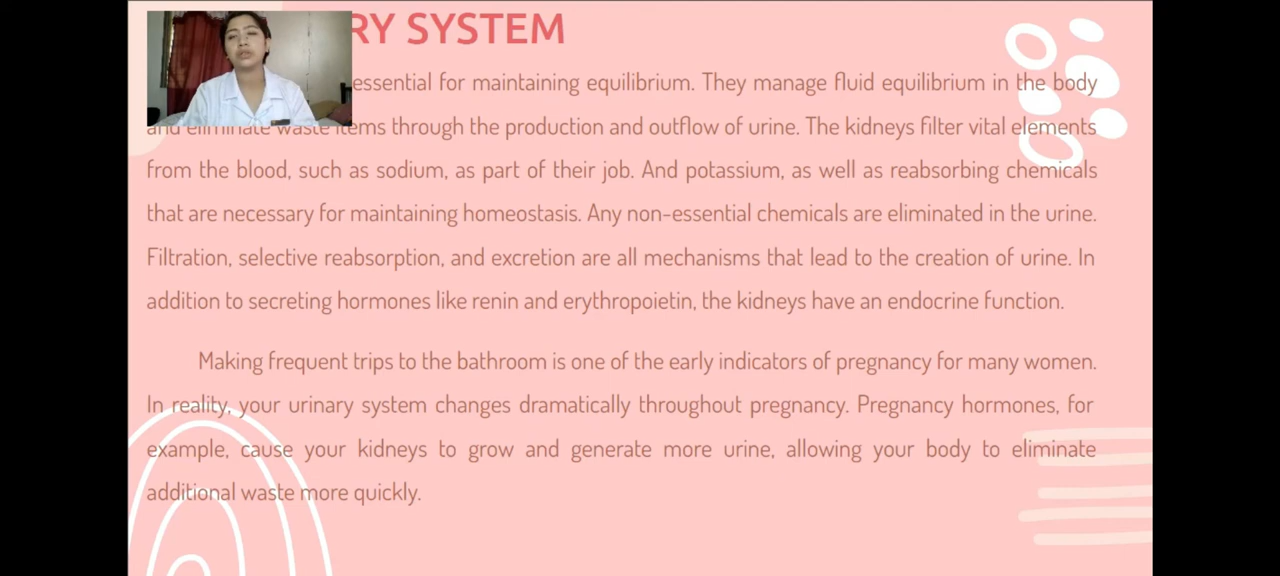 RY SYSTEM
essential for maintaining equilibrium. They manage fluid equilibrium in the body
and eliminate waste items through the production and outflow of urine. The kidneys filter vital elements
from the blood, such as sodium, as part of their job. And potassium, as well as reabsorbing chemicals
that are necessary for maintaining homeostasis. Any non-essential chemicals are eliminated in the urine.
Filtration, selective reabsorption, and excretion are all mechanisms that lead to the creation of urine. In
addition to secreting hormones like renin and erythropoietin, the kidneys have an endocrine function.
Making frequent trips to the bathroom is one of the early indicators of pregnancy for many women.
In reality, your urinary system changes dramatically throughout pregnancy. Pregnancy hormones, for
example, cause your kidneys to grow and generate more urine, allowing your body to eliminate
additional waste more quickly.